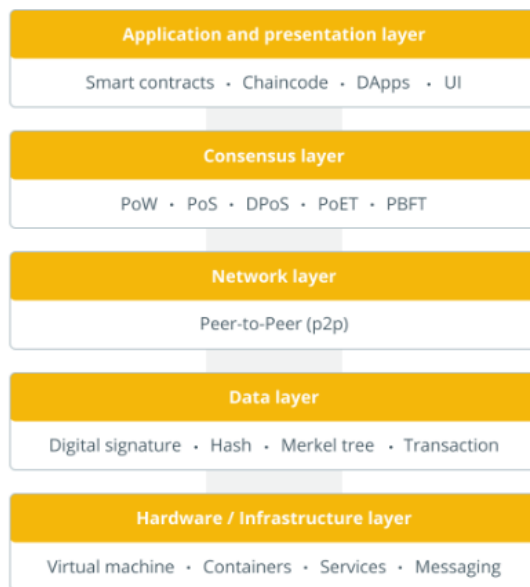 Application and presentation layer
Smart contracts · Chaincode · DApps · UI
Consensus layer
PoW · PoS · DPoS · PoET · PBFT
Network layer
Peer-to-Peer (p2p)
Data layer
Digital signature · Hash · Merkel tree · Transaction
Hardware / Infrastructure layer
Virtual machine · Containers · Services · Messaging